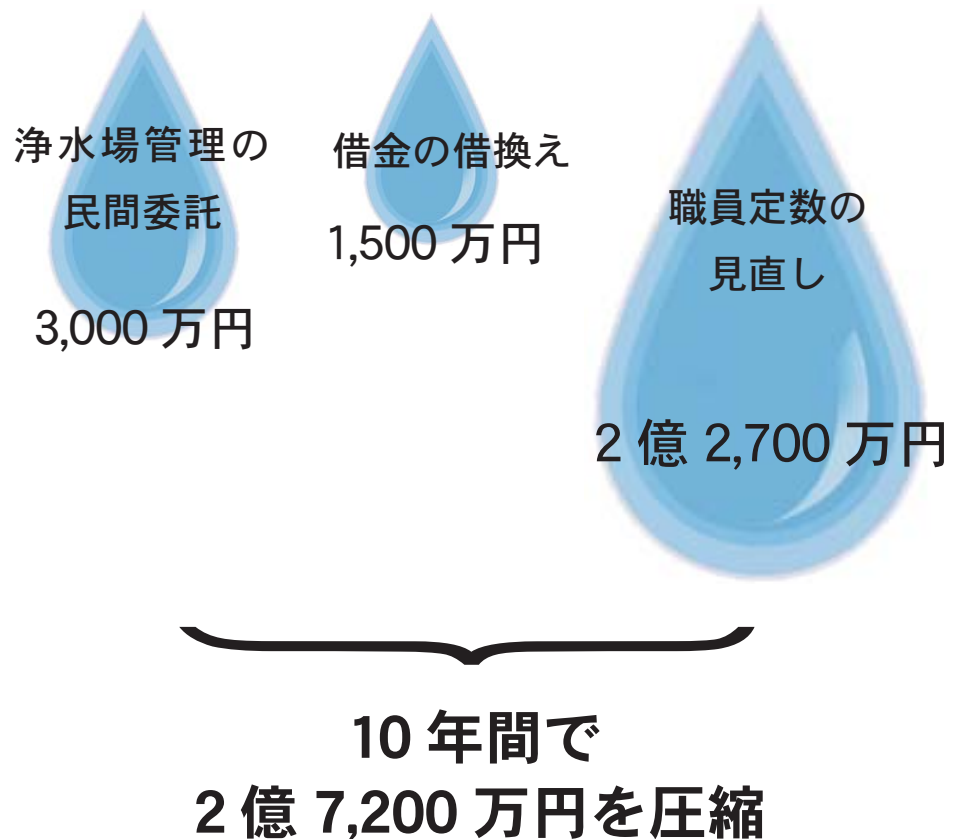 浄水場管理の
民間委託
3,000 万円
借金の借換え
1,500 万円
職員定数の
見直し
2 億 2,700 万円
10 年間で
2 億 7,200 万円を圧縮